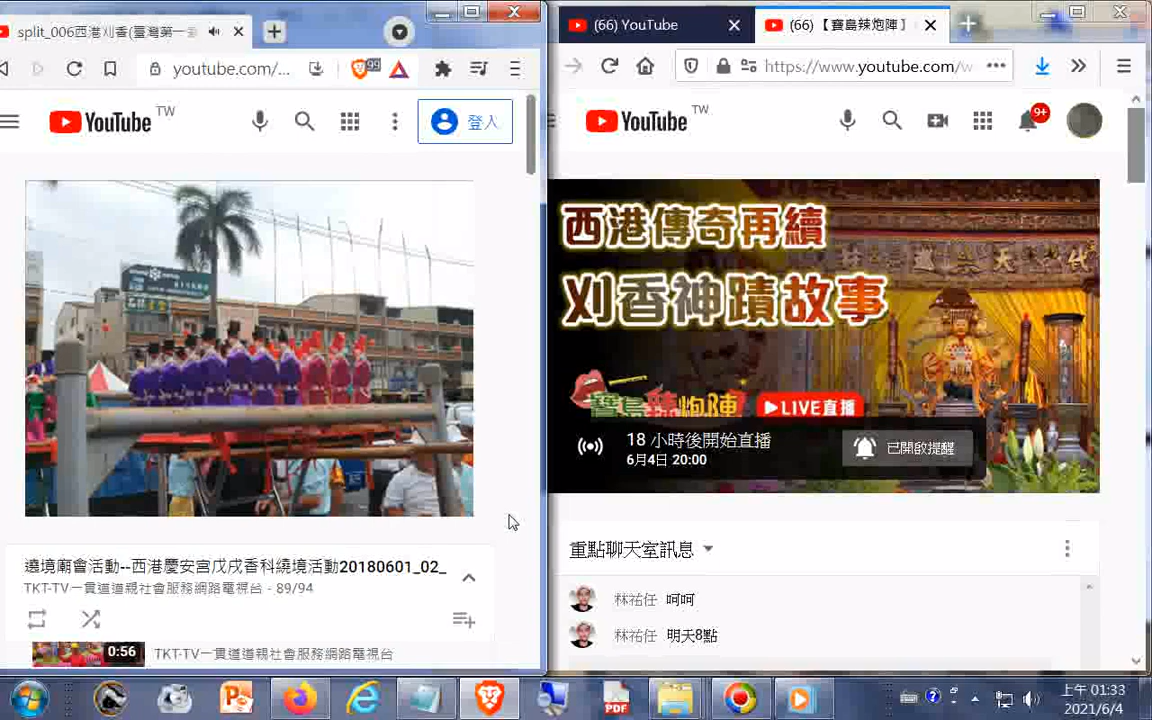 split_006西港刈香(臺灣第一
(66) YouTube
(66) 【寶島辣炮陣】
youtube.com/...
99
https://www.youtube.com/w
YouTube TW
登入
YouTube TW
9+
西港傳奇再續
刈香神蹟故事
寶島辣炮陣
LIVE直播
18 小時後開始直播
6月4日 20:00
已開啟提醒
遶境廟會活動--西港慶安宮戊戌香科繞境活動20180601_02_
TKT-TV一貫道道親社會服務網路電視台 - 89/94
0:56
TKT-TV一貫道道親社會服務網路電視台
重點聊天室訊息
林祐任 呵呵
林祐任 明天8點
PDF
上午 01:33
2021/6/4